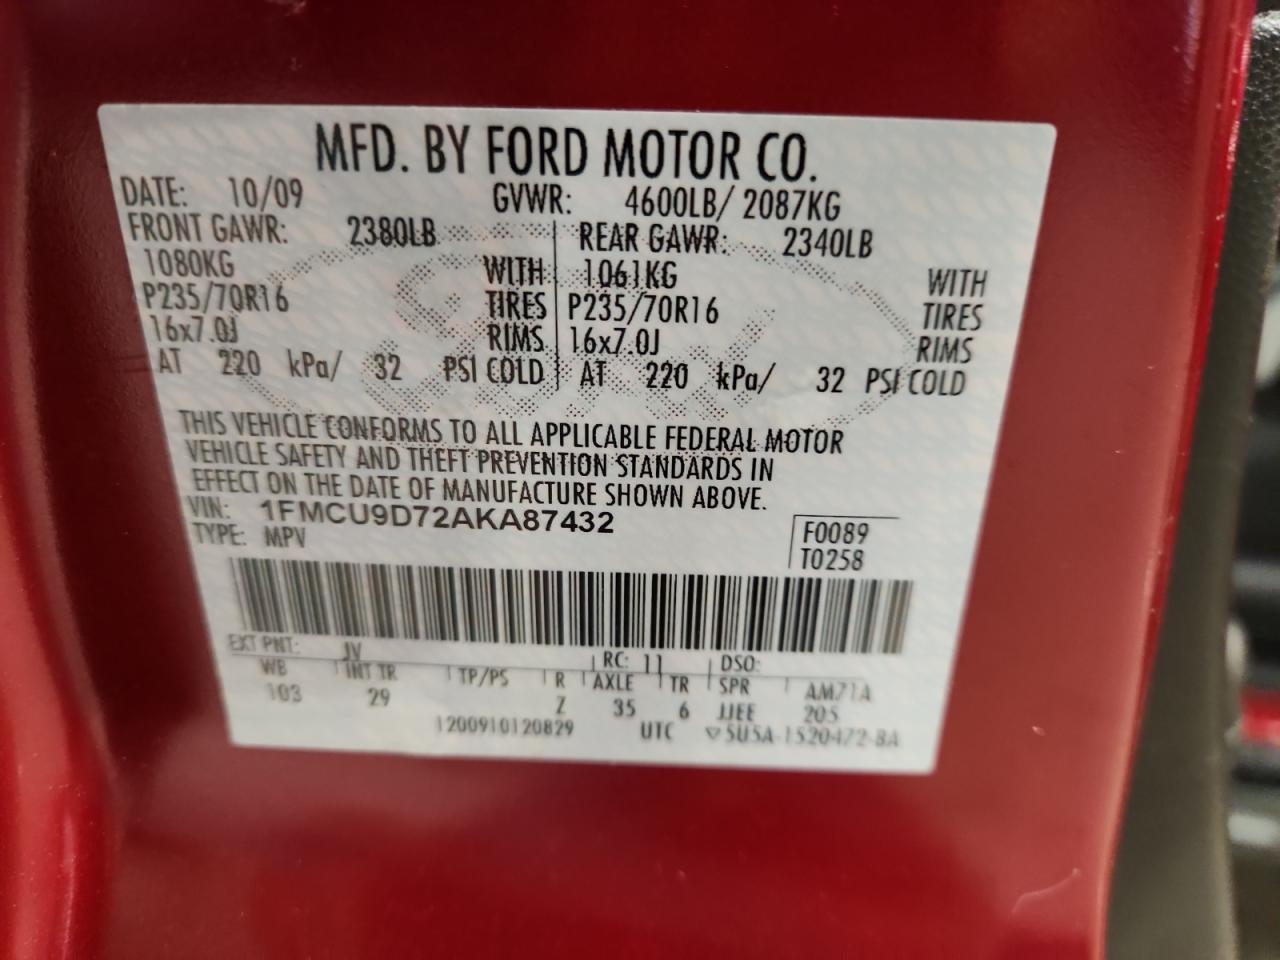 MFD. BY FORD MOTOR CO.
DATE: 10/09 GVWR: 4600LB/ 2087KG
FRONT GAWR: 2380LB REAR GAWR: 2340LB
1080KG WITH 1061KG WITH
P235/70R16 TIRES P235/70R16 TIRES
16x7.0J RIMS 16x7.0J RIMS
AT 220 kPa/ 32 PSI COLD AT 220 kPa/ 32 PSI COLD
THIS VEHICLE CONFORMS TO ALL APPLICABLE FEDERAL MOTOR
VEHICLE SAFETY AND THEFT PREVENTION STANDARDS IN
EFFECT ON THE DATE OF MANUFACTURE SHOWN ABOVE.
VIN: 1FMCU9D72AKA87432
TYPE: MPV
F0089
T0258
EXT PNT: JV RC: 11 DSO:
WB INT TR TP/PS R AXLE TR SPR AM71A
103 29 Z 35 6 JJEE 205
1200910120829 UTC ▽5U5A-1520472-BA